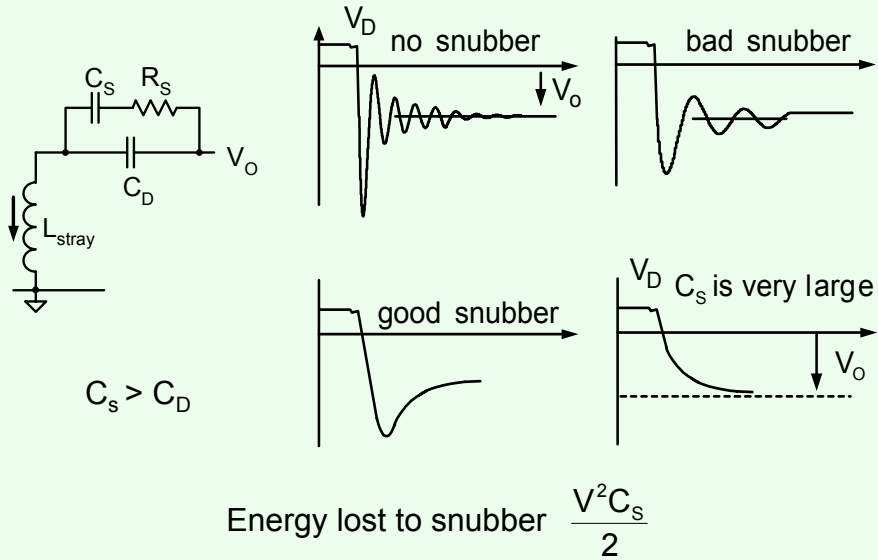 V_D
no snubber
V_o
bad snubber
C_S R_S
C_D
V_O
L_stray
good snubber
V_D C_S is very large
V_O
C_s > C_D
Energy lost to snubber V²C_S / 2